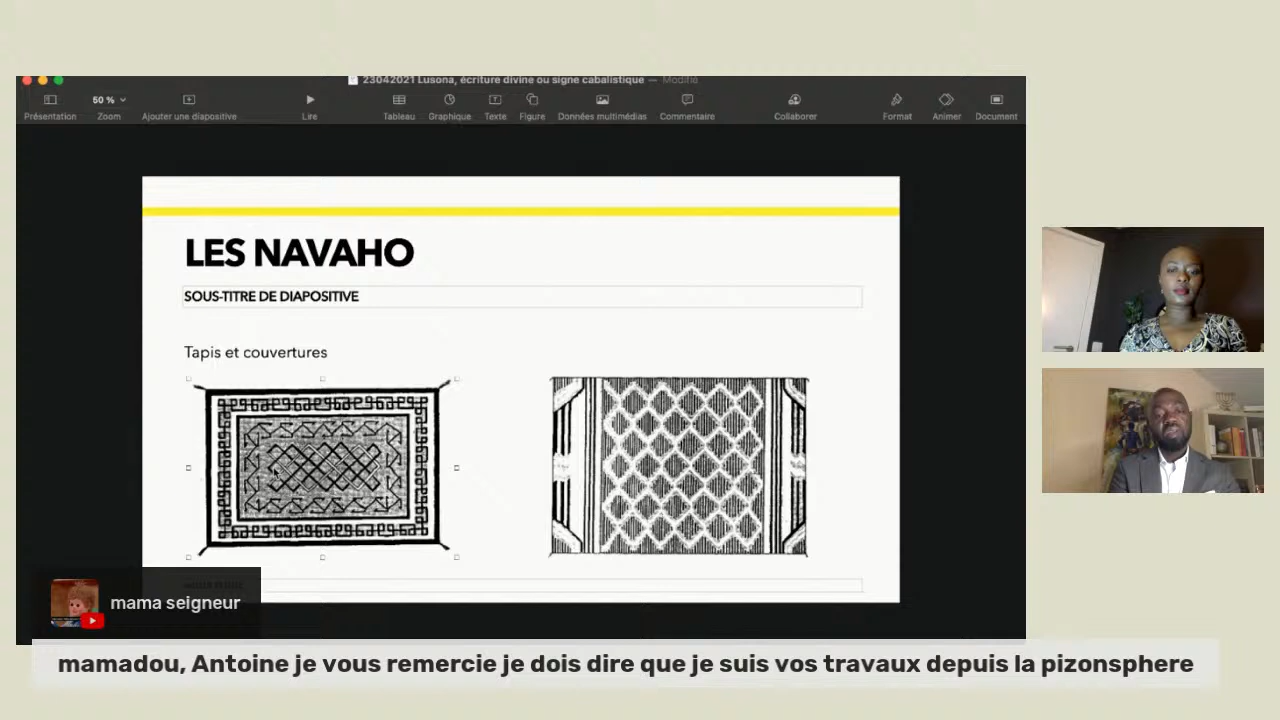 23042021 Lusona, écriture divine ou signe cabalistique — Modifié
50 %
Présentation Zoom Ajouter une diapositive Lire Tableau Graphique Texte Figure Données multimédias Commentaire Collaborer Format Animer Document
LES NAVAHO
SOUS-TITRE DE DIAPOSITIVE
Tapis et couvertures
mama seigneur
mamadou, Antoine je vous remercie je dois dire que je suis vos travaux depuis la pizonsphere